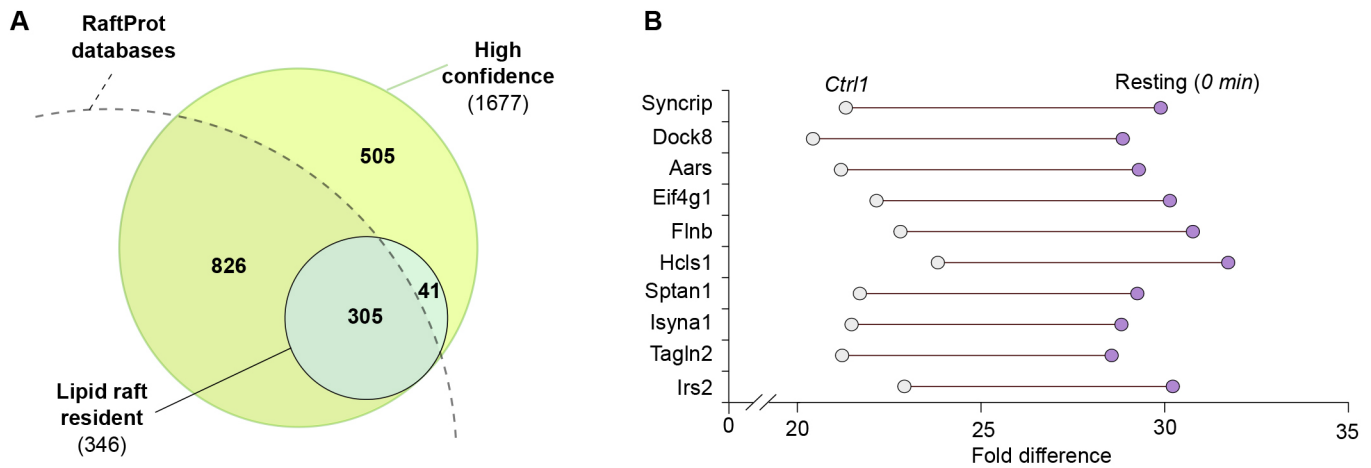 A
RaftProt
databases
High
confidence
(1677)
505
826
41
305
Lipid raft
resident
(346)
B
Ctrl1
Resting (0 min)
Syncrip
Dock8
Aars
Eif4g1
Flnb
Hcls1
Sptan1
Isyna1
Tagln2
Irs2
0 20 25 30 35
Fold difference